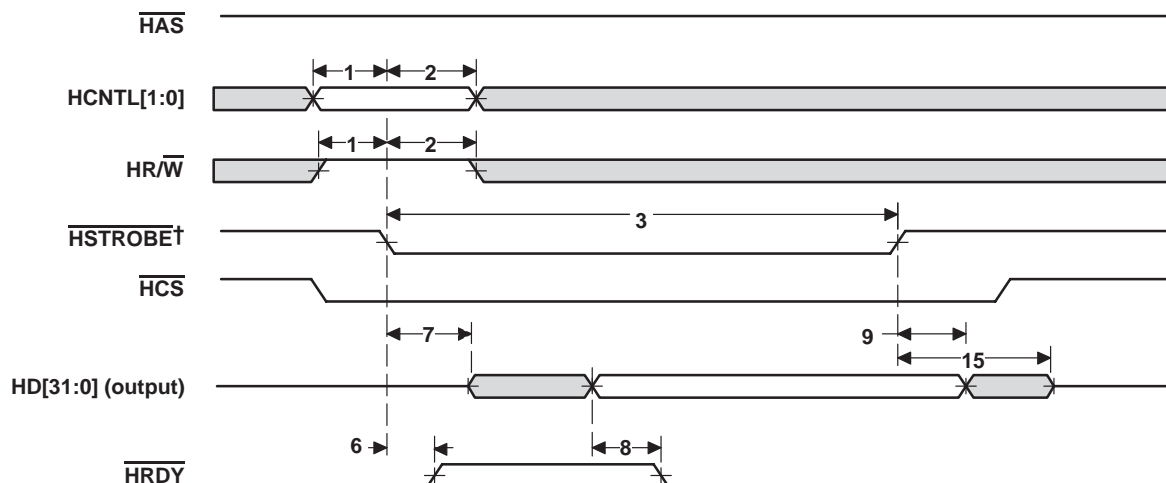 HAS
1 2
HCNTL[1:0]
1 2
HR/W
3
HSTROBE†
HCS
7 9
15
HD[31:0] (output)
6 8
HRDY